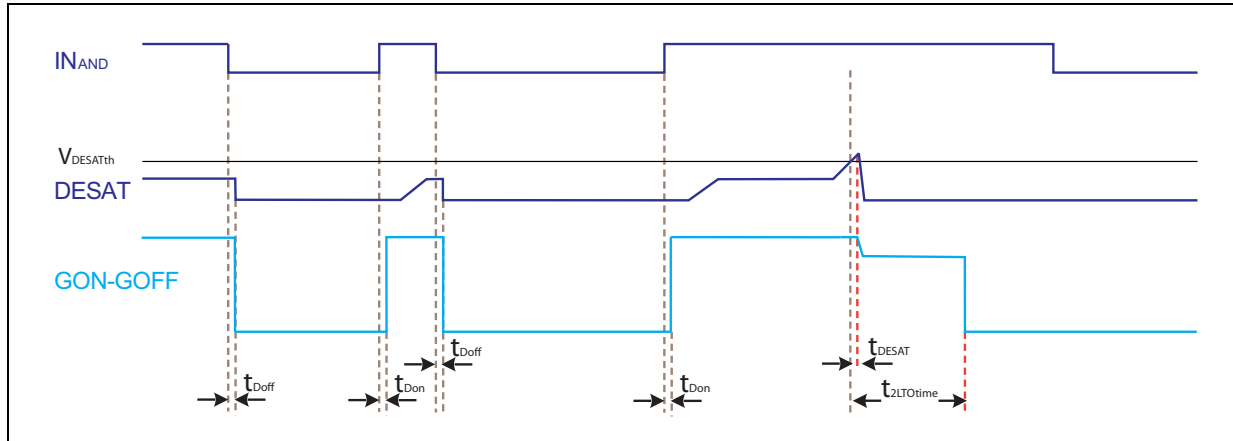 INAND
VDESATth
DESAT
GON-GOFF
tDoff
tDon
tDoff
tDon
tDESAT
t2LTOtime